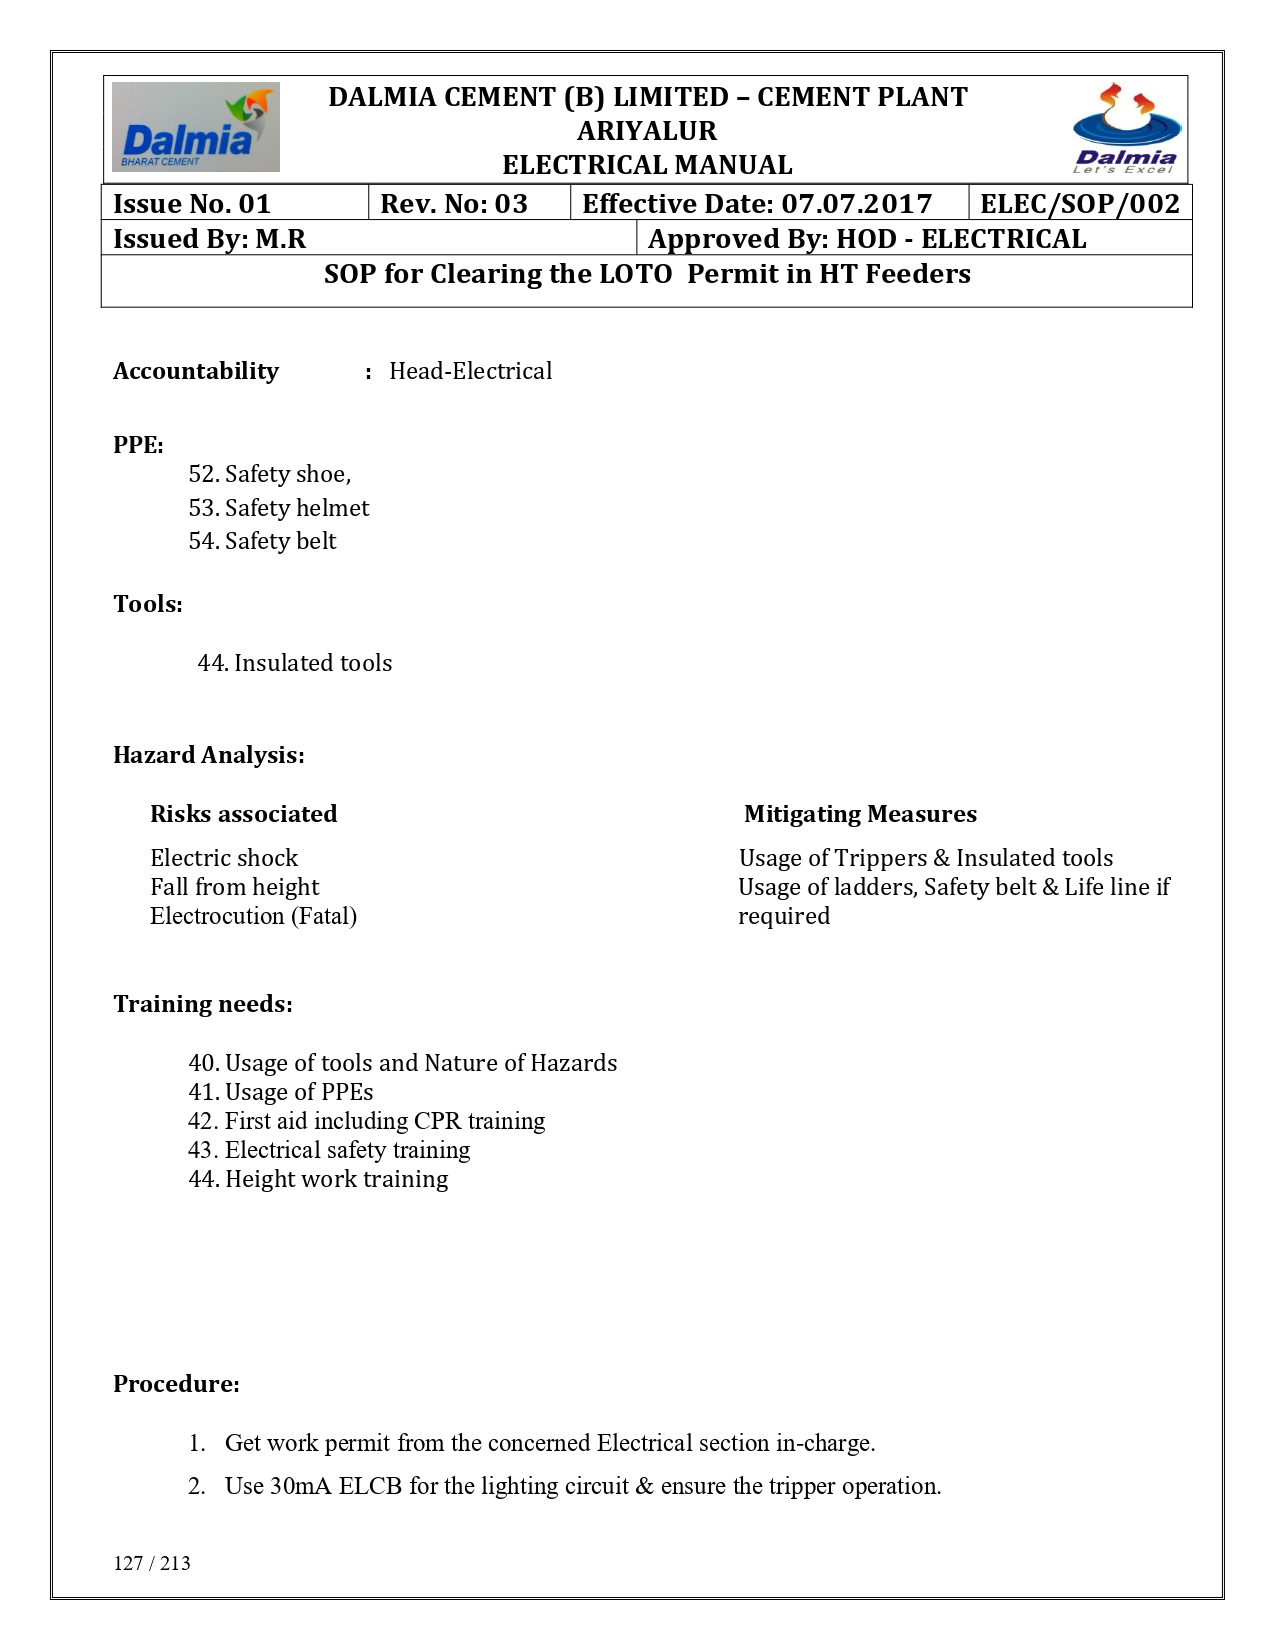 Dalmia
BHARAT CEMENT
DALMIA CEMENT (B) LIMITED – CEMENT PLANT
ARIYALUR
ELECTRICAL MANUAL
Dalmia
Let's Excel
Issue No. 01 Rev. No: 03 Effective Date: 07.07.2017 ELEC/SOP/002
Issued By: M.R Approved By: HOD - ELECTRICAL
SOP for Clearing the LOTO Permit in HT Feeders
Accountability : Head-Electrical
PPE:
52. Safety shoe,
53. Safety helmet
54. Safety belt
Tools:
44. Insulated tools
Hazard Analysis:
Risks associated Mitigating Measures
Electric shock Usage of Trippers & Insulated tools
Fall from height Usage of ladders, Safety belt & Life line if
Electrocution (Fatal) required
Training needs:
40. Usage of tools and Nature of Hazards
41. Usage of PPEs
42. First aid including CPR training
43. Electrical safety training
44. Height work training
Procedure:
1. Get work permit from the concerned Electrical section in-charge.
2. Use 30mA ELCB for the lighting circuit & ensure the tripper operation.
127 / 213